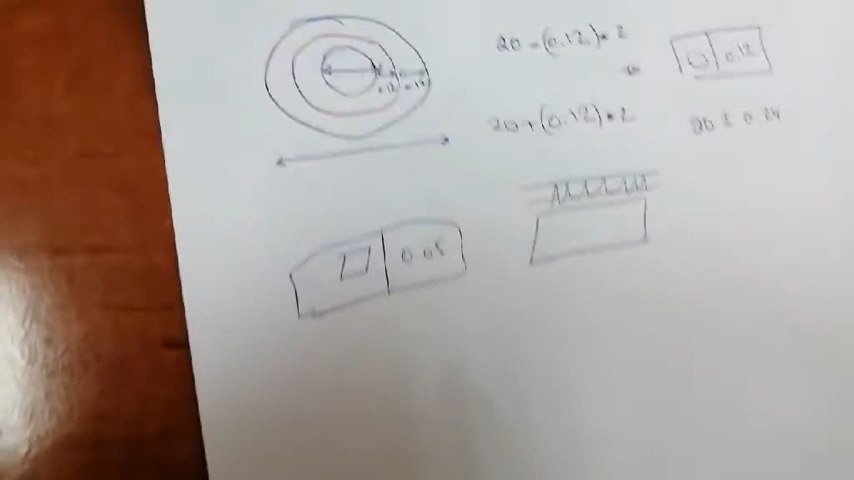 20 - (0.12) * 2
0.12
20 + (0.12) * 2
20 ± 0.24
0.05